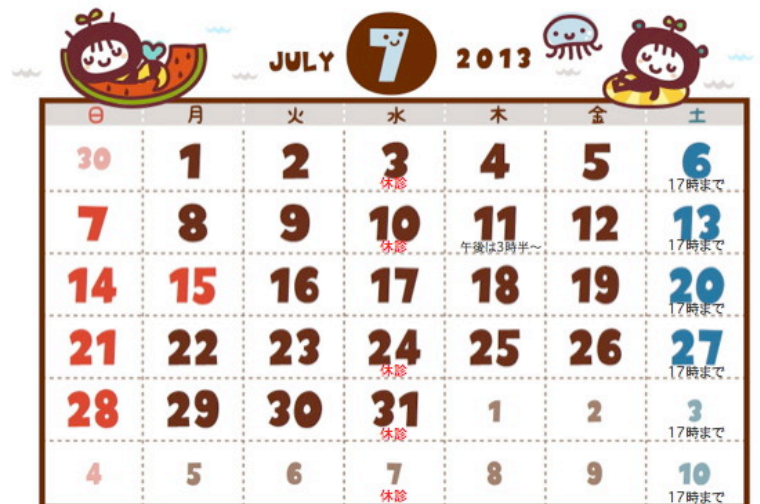 JULY 7 2013
日 月 火 水 木 金 土
30 1 2 3 4 5 6
休診 17時まで
7 8 9 10 11 12 13
休診 午後は3時半～ 17時まで
14 15 16 17 18 19 20
17時まで
21 22 23 24 25 26 27
休診 17時まで
28 29 30 31 1 2 3
休診 17時まで
4 5 6 7 8 9 10
休診 17時まで